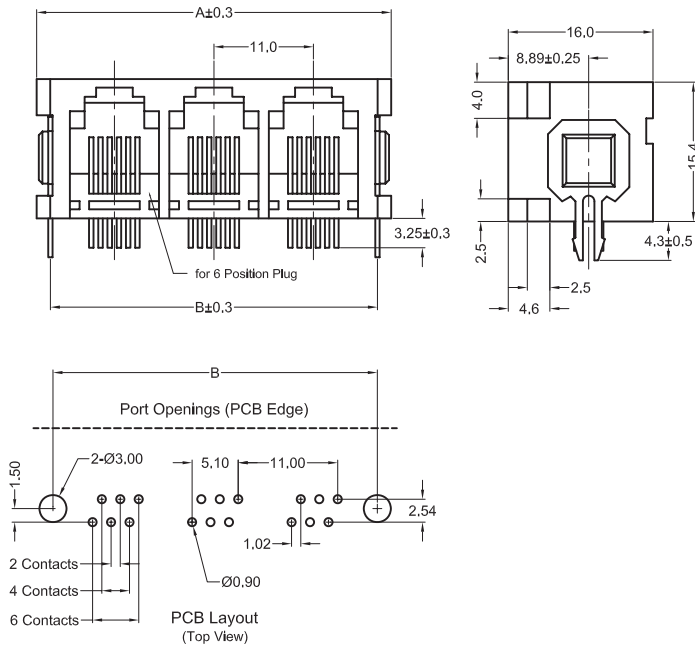 A±0.3
16.0
11.0
8.89±0.25
4.0
15.4
3.25±0.3
4.3±0.5
for 6 Position Plug
2.5
2.5
B±0.3
4.6
B
Port Openings (PCB Edge)
1.50
2-Ø3.00
5.10
11.00
2.54
1.02
2 Contacts
Ø0.90
4 Contacts
6 Contacts
PCB Layout
(Top View)